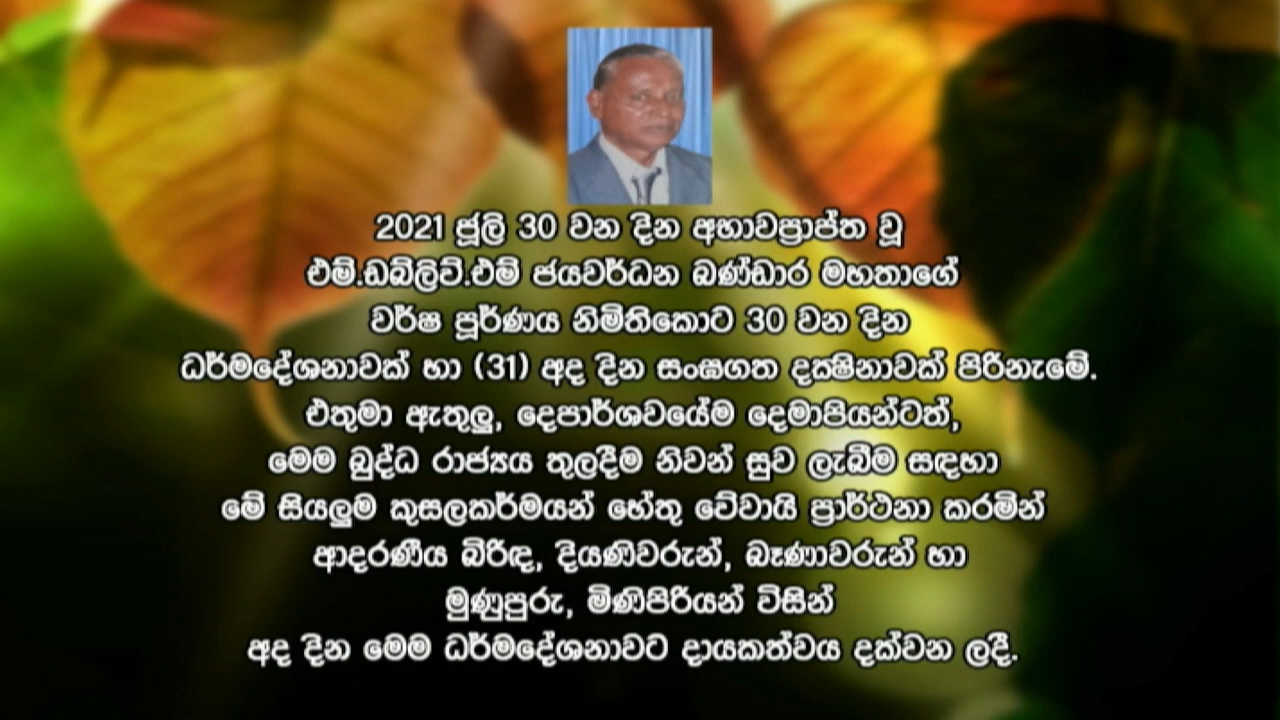 2021 ජූලි 30 වන දින අභාවප්‍රාප්ත වූ
එම්.ඩබ්ලිව්.එම් ජයවර්ධන බණ්ඩාර මහතාගේ
වර්ෂ පූර්ණය නිමිතිකොට 30 වන දින
ධර්මදේශනාවක් හා (31) අද දින සංඝගත දක්‍ෂිනාවක් පිරිනැමේ.
එතුමා ඇතුලු, දෙපාර්ශවයේම දෙමාපියන්ටත්,
මෙම බුද්ධ රාජ්‍යය තුලදීම නිවන් සුව ලැබීම සඳහා
මේ සියලුම කුසලකර්මයන් හේතු වේවායි ප්‍රාර්ථනා කරමින්
ආදරණීය බිරිඳ, දියණිවරුන්, බෑණාවරුන් හා
මුණුපුරු, මිණිපිරියන් විසින්
අද දින මෙම ධර්මදේශනාවට දායකත්වය දක්වන ලදී.